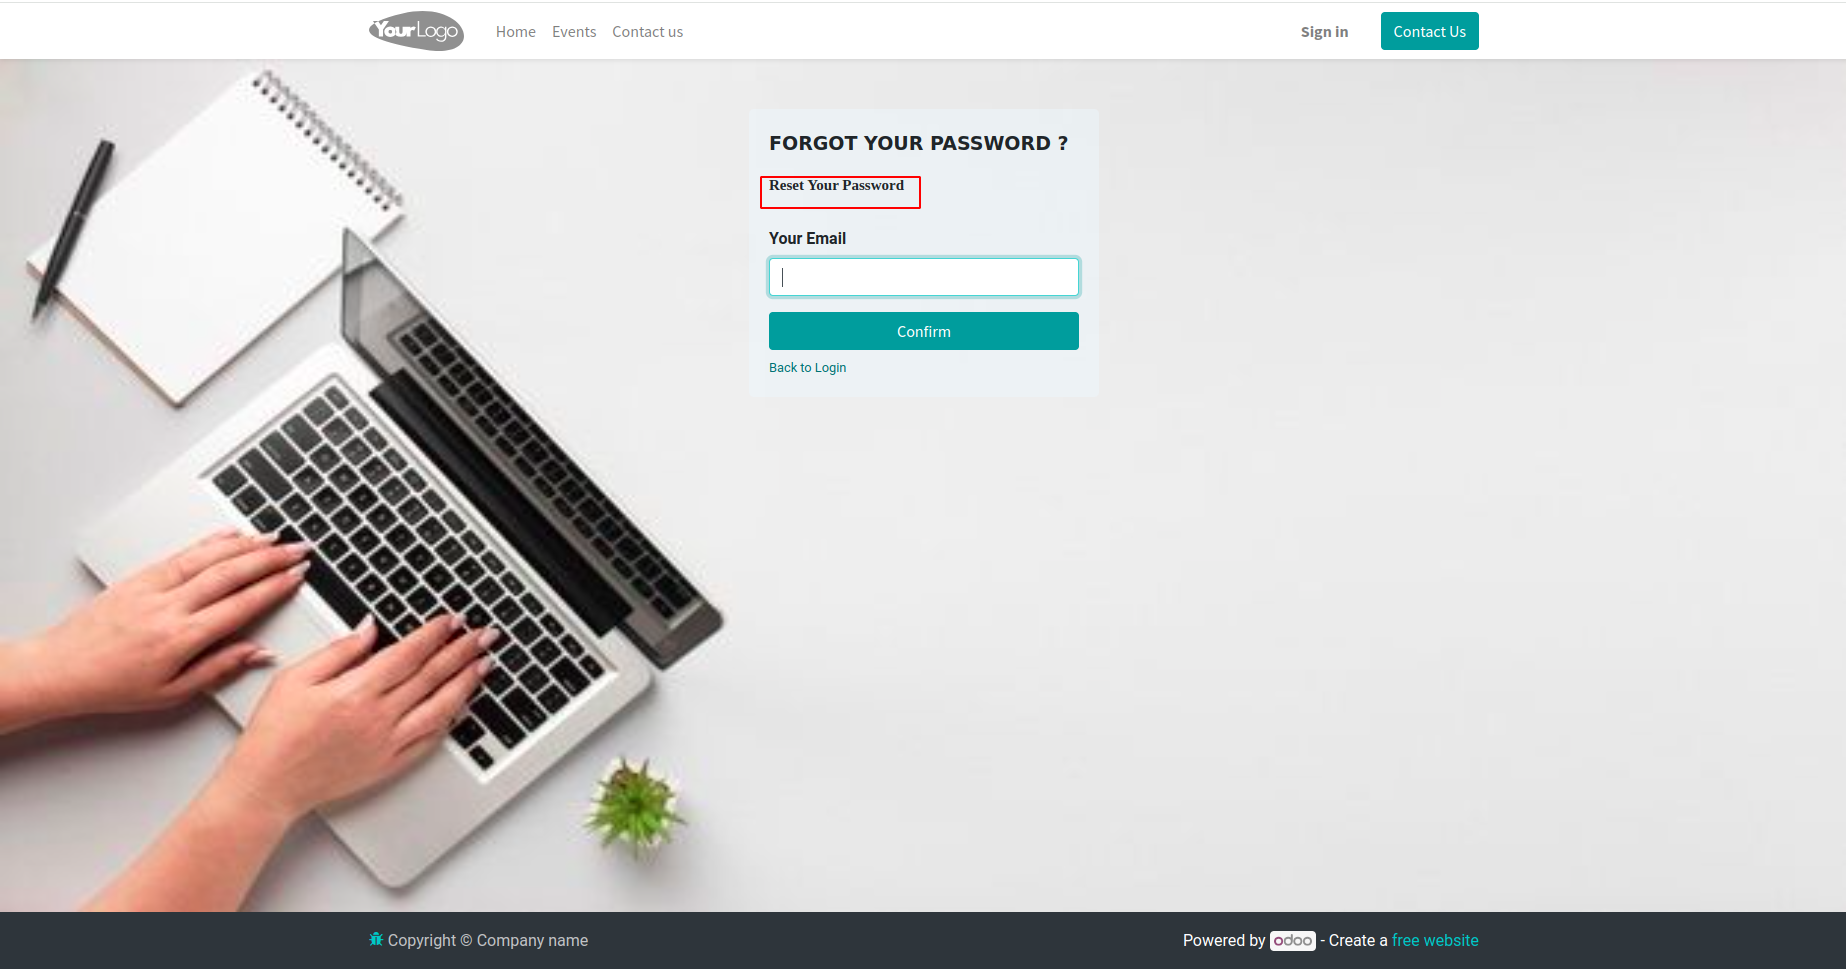 YourLogo
Home Events Contact us
Sign in
Contact Us
FORGOT YOUR PASSWORD ?
Reset Your Password
Your Email
Confirm
Back to Login
Copyright © Company name
Powered by odoo - Create a free website